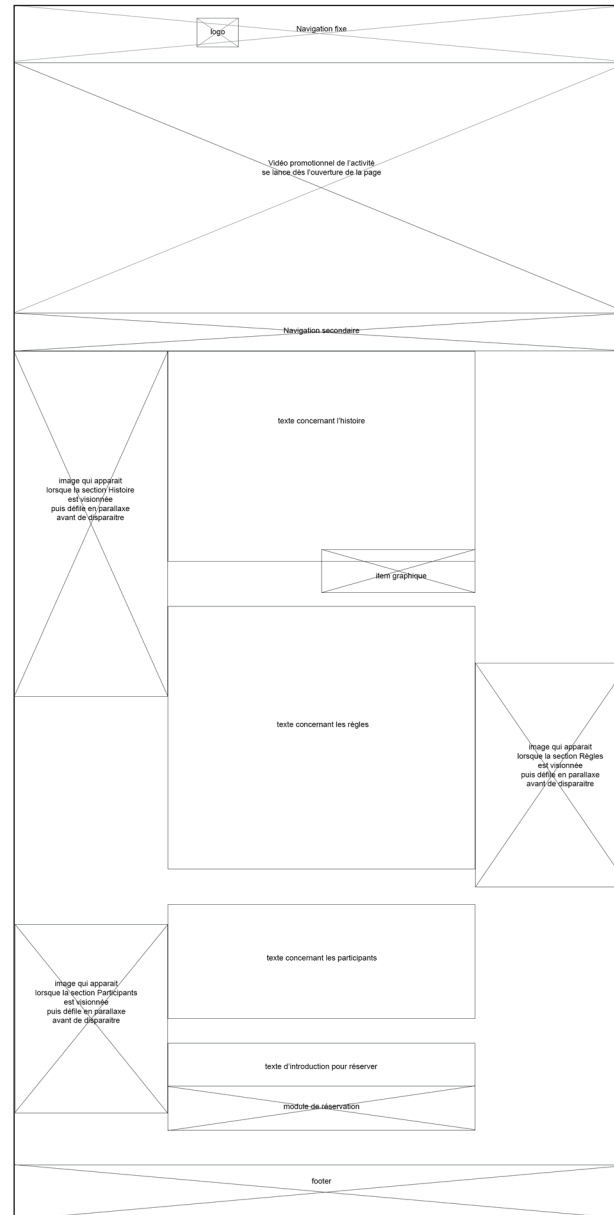 logo
Navigation fixe
Vidéo promotionnel de l'activité
se lance dès l'ouverture de la page
Navigation secondaire
texte concernant l'histoire
image qui apparait
lorsque la section Histoire
est visionnée
puis défile en parallaxe
avant de disparaitre
item graphique
texte concernant les règles
image qui apparait
lorsque la section Règles
est visionnée
puis défile en parallaxe
avant de disparaitre
texte concernant les participants
image qui apparait
lorsque la section Participants
est visionnée
puis défile en parallaxe
avant de disparaitre
texte d'introduction pour réserver
module de réservation
footer